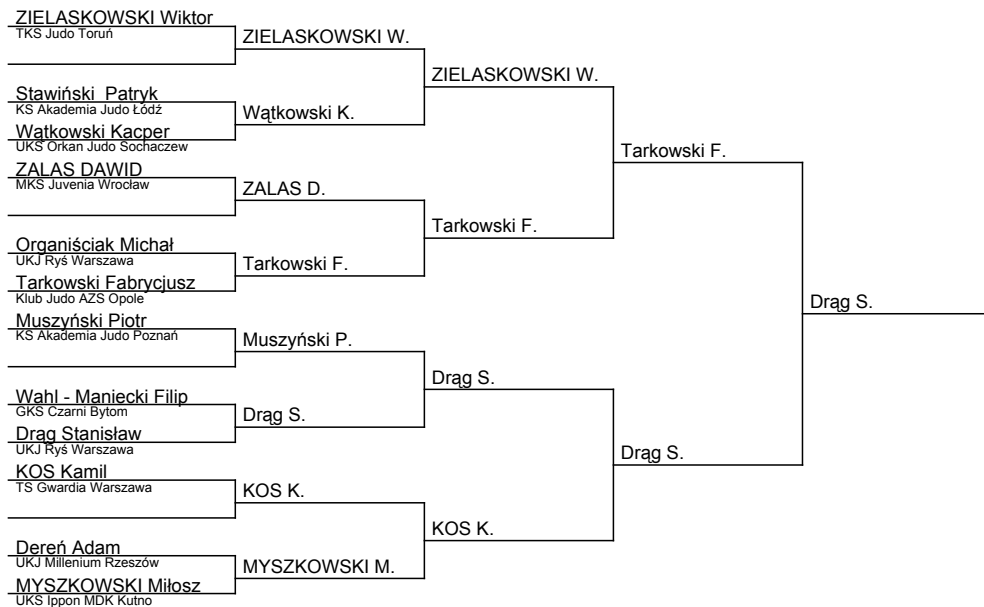 ZIELASKOWSKI Wiktor
TKS Judo Toruń
ZIELASKOWSKI W.
ZIELASKOWSKI W.
Stawiński  Patryk
KS Akademia Judo Łódź
Wątkowski K.
Wątkowski Kacper
UKS Orkan Judo Sochaczew
Tarkowski F.
ZALAS DAWID
MKS Juvenia Wrocław
ZALAS D.
Tarkowski F.
Organiściak Michał
UKJ Ryś Warszawa
Tarkowski F.
Tarkowski Fabrycjusz
Klub Judo AZS Opole
Drąg S.
Muszyński Piotr
KS Akademia Judo Poznań
Muszyński P.
Drąg S.
Wahl - Maniecki Filip
GKS Czarni Bytom
Drąg S.
Drąg Stanisław
UKJ Ryś Warszawa
Drąg S.
KOS Kamil
TS Gwardia Warszawa
KOS K.
KOS K.
Dereń Adam
UKJ Millenium Rzeszów
MYSZKOWSKI M.
MYSZKOWSKI Miłosz
UKS Ippon MDK Kutno